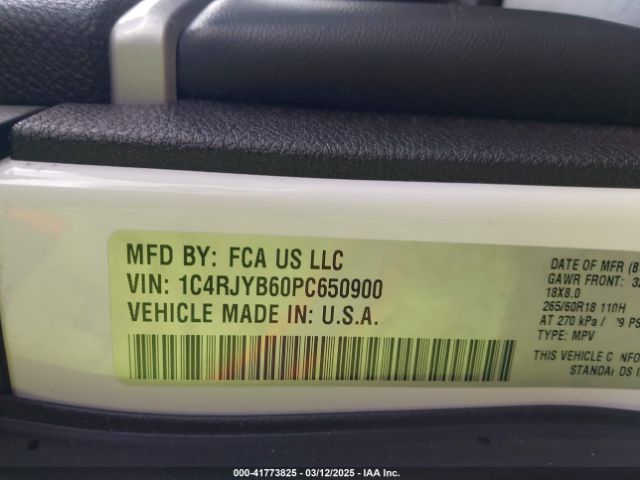 MFD BY: FCA US LLC
VIN: 1C4RJYB60PC650900
VEHICLE MADE IN: U.S.A.
DATE OF MFR
GAWR FRONT:
18X8.0
265/60R18 110H
AT 270 kPa /
TYPE: MPV
THIS VEHICLE
000-41773825 - 03/12/2025 - IAA Inc.